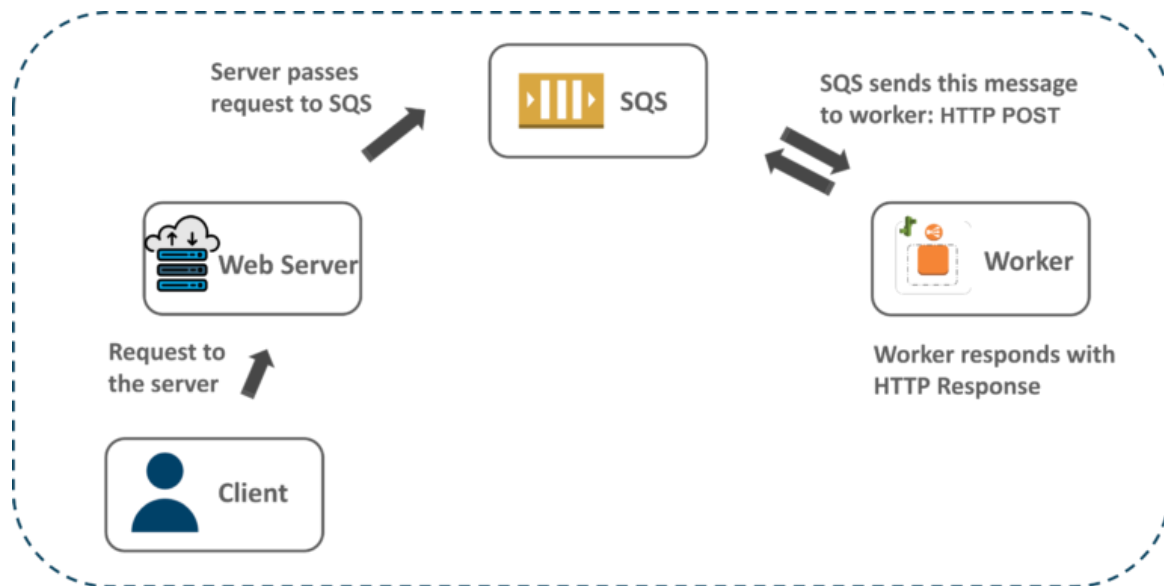 Server passes
request to SQS
SQS
SQS sends this message
to worker: HTTP POST
Web Server
Worker
Request to
the server
Worker responds with
HTTP Response
Client